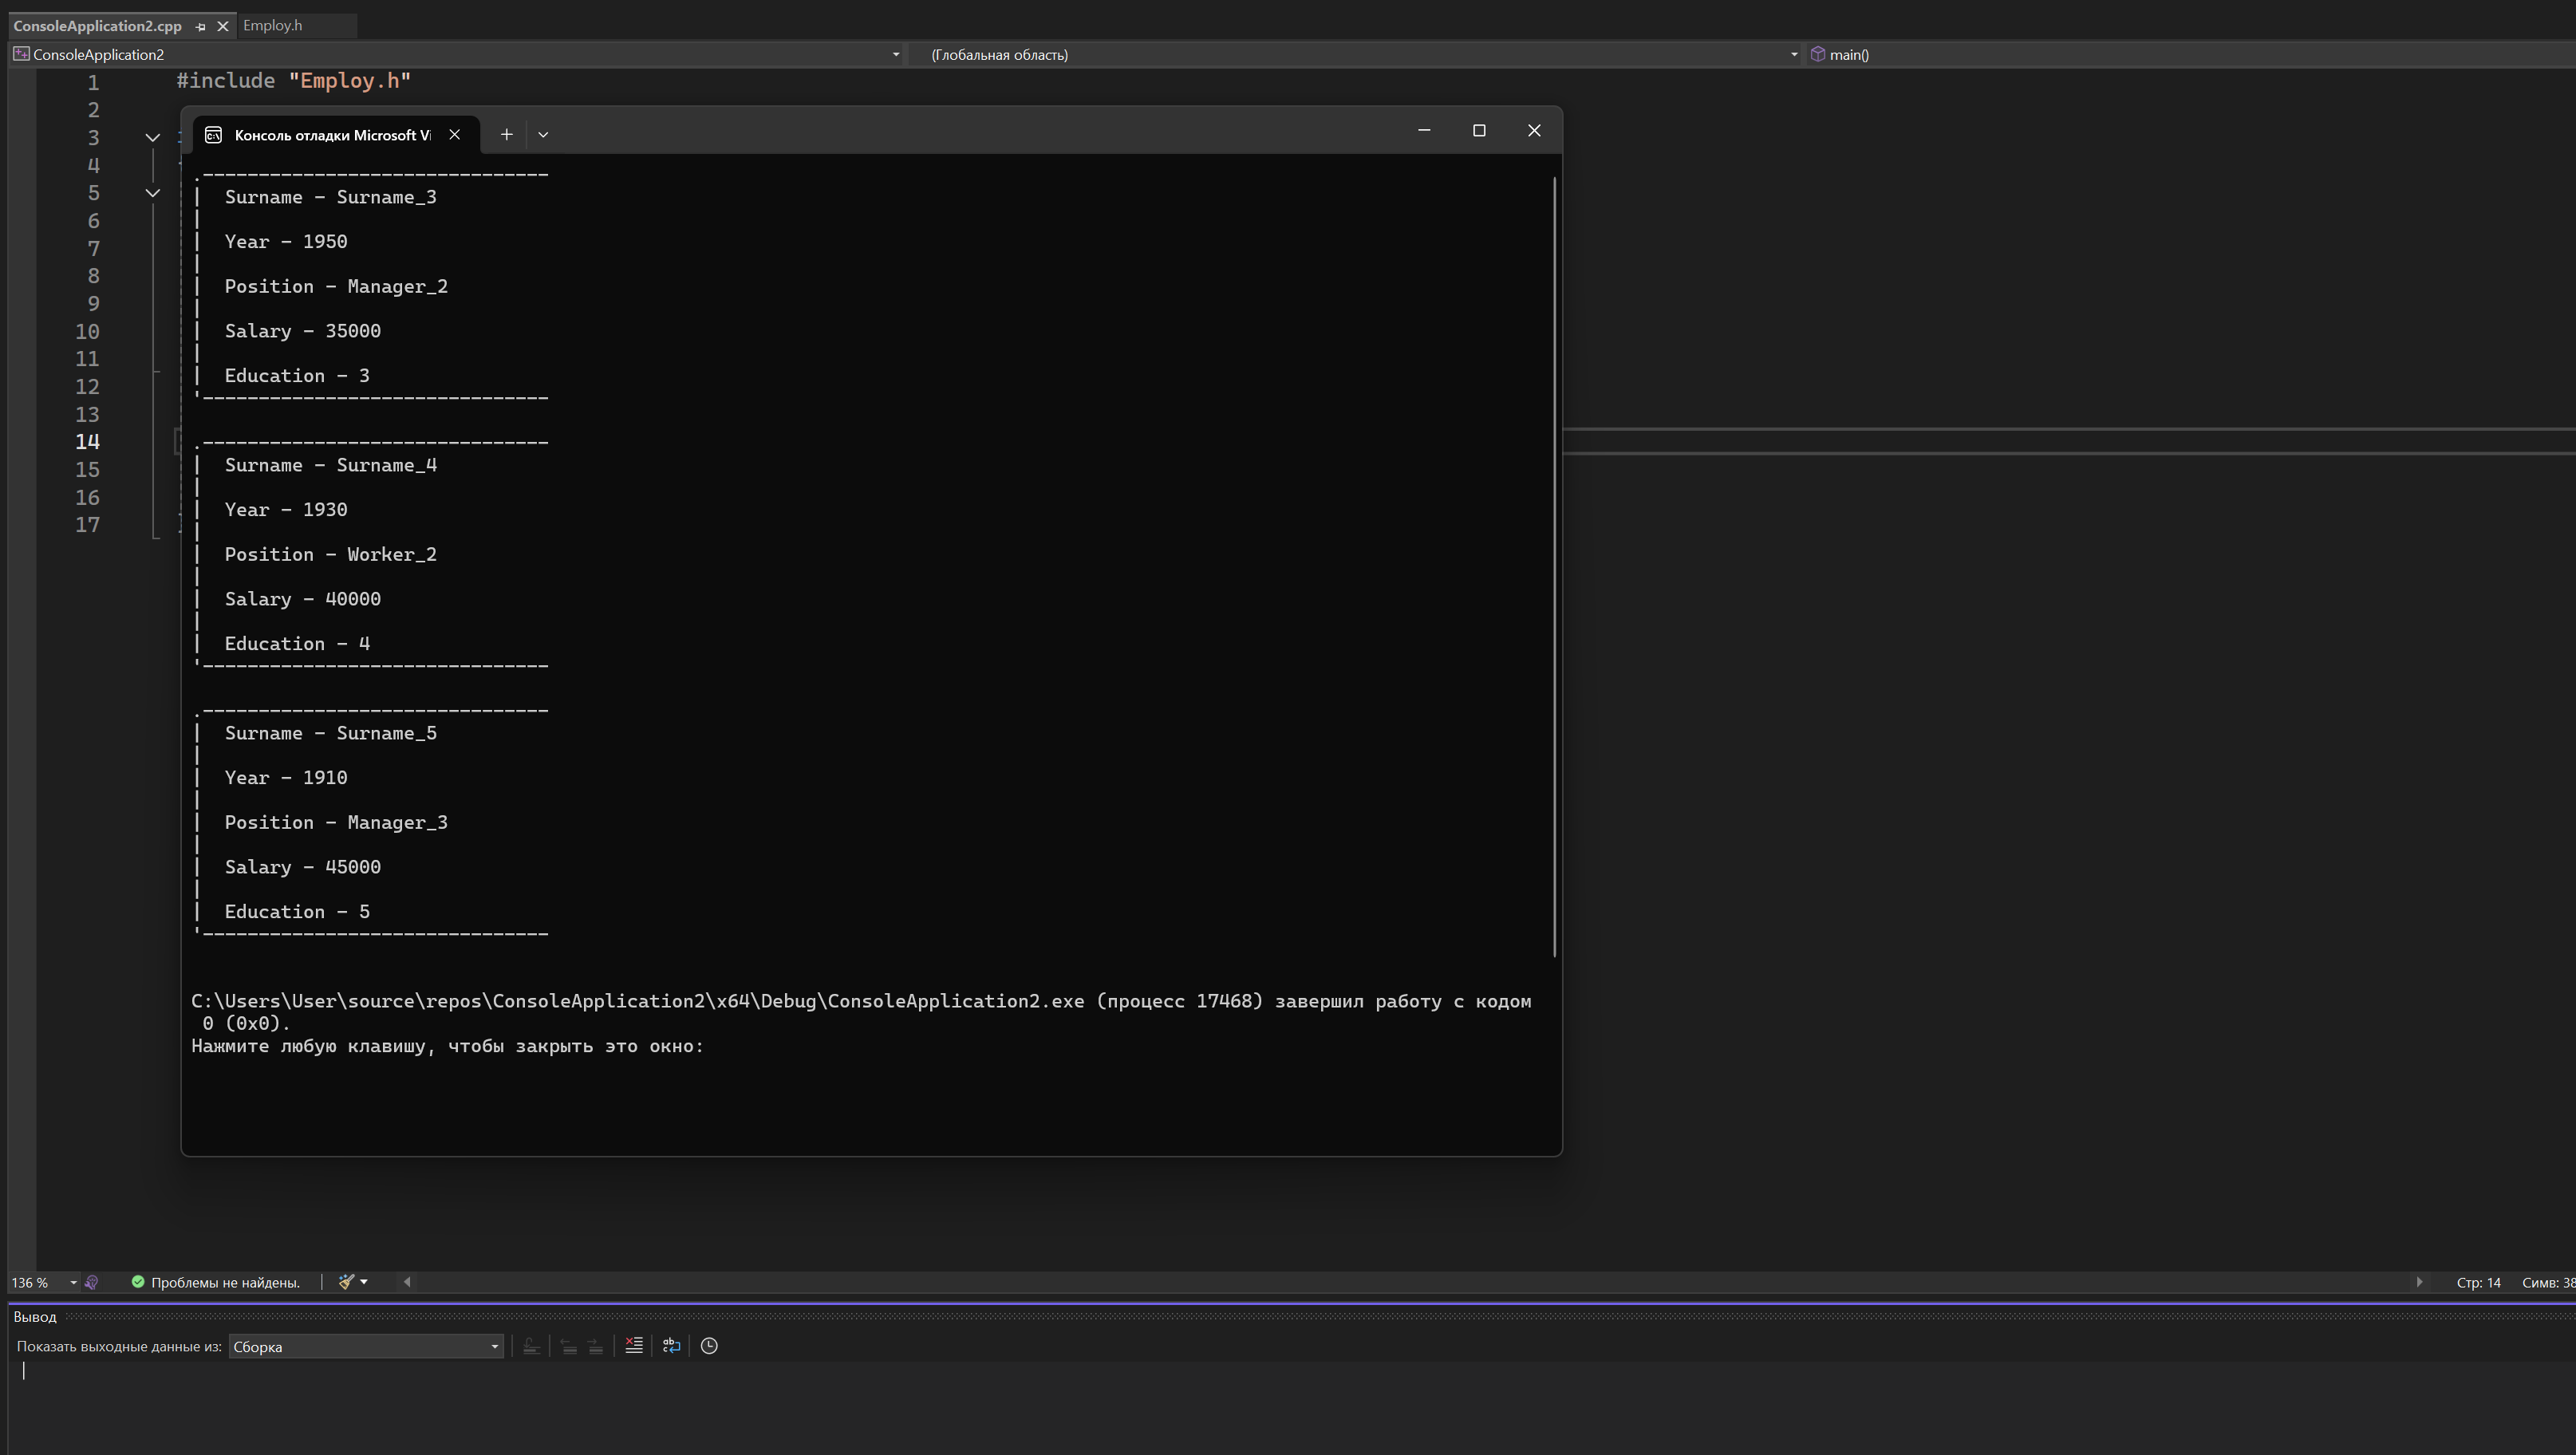 ConsoleApplication2.cpp
Employ.h
ConsoleApplication2
(Глобальная область)
main()
1 #include "Employ.h"
2
3
4
5
6
7
8
9
10
11
12
13
14
15
16
17
Консоль отладки Microsoft Vi
Surname - Surname_3
Year - 1950
Position - Manager_2
Salary - 35000
Education - 3
Surname - Surname_4
Year - 1930
Position - Worker_2
Salary - 40000
Education - 4
Surname - Surname_5
Year - 1910
Position - Manager_3
Salary - 45000
Education - 5
C:\Users\User\source\repos\ConsoleApplication2\x64\Debug\ConsoleApplication2.exe (процесс 17468) завершил работу с кодом
0 (0x0).
Нажмите любую клавишу, чтобы закрыть это окно:
136 %
Проблемы не найдены.
Стр: 14
Симв: 38
Вывод
Показать выходные данные из: Сборка